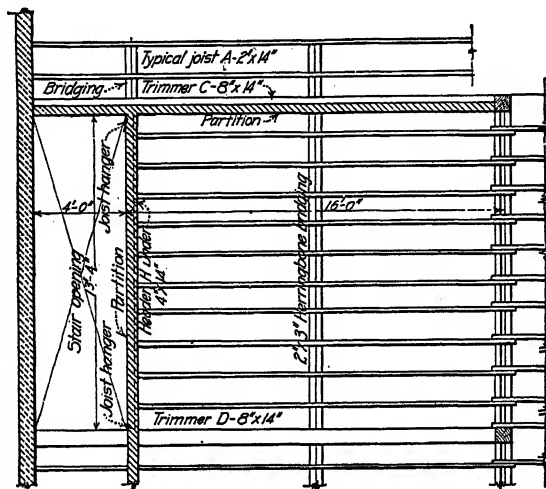 Typical joist A-2"x14"
Bridging
Trimmer C-8"x14"
Partition
4'-0"
16'-0"
Joist hanger
Stair opening
13'-4"
Partition
Header H under
4"x14"
2"x3" Herringbone bridging
Joist hanger
Trimmer D-8"x14"